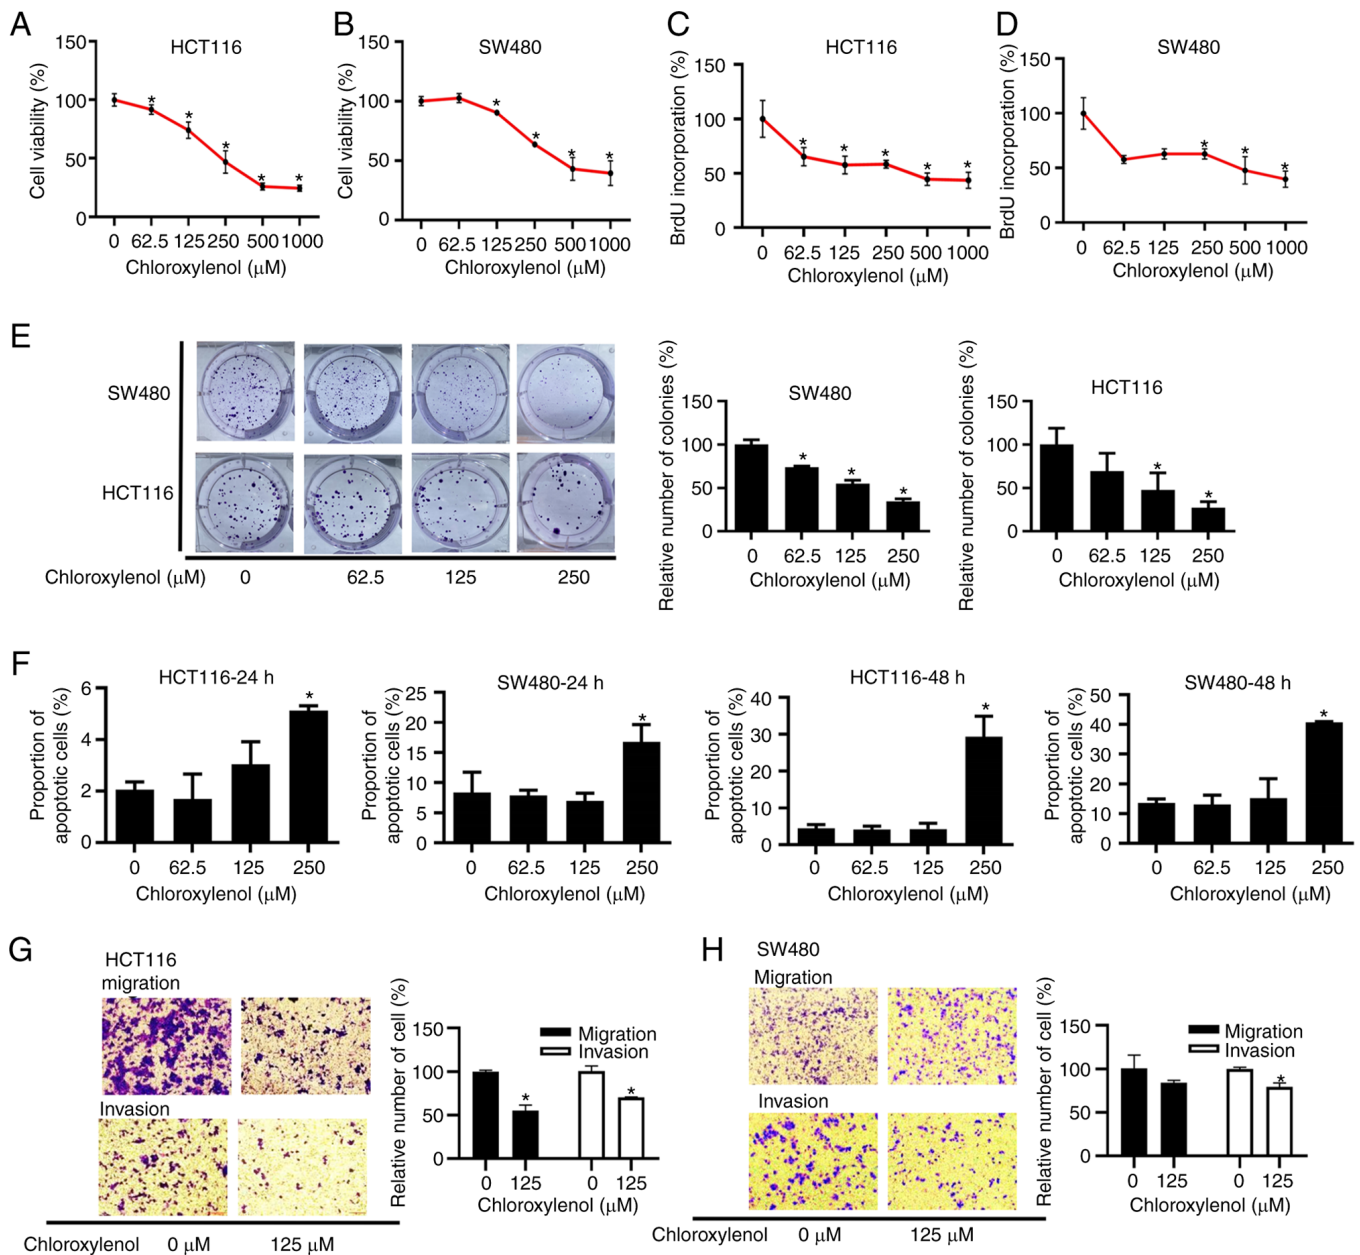 A
HCT116
Cell viability (%)
150
100
50
0
*
*
*
*
*
0 62.5 125 250 500 1000
Chloroxylenol (μM)
B
SW480
Cell viability (%)
150
100
50
0
*
*
*
*
0 62.5 125 250 500 1000
Chloroxylenol (μM)
C
HCT116
BrdU incorporation (%)
150
100
50
0
*
*
*
*
*
0 62.5 125 250 500 1000
Chloroxylenol (μM)
D
SW480
BrdU incorporation (%)
150
100
50
0
*
*
*
0 62.5 125 250 500 1000
Chloroxylenol (μM)
E
SW480
HCT116
Chloroxylenol (μM) 0 62.5 125 250
SW480
Relative number of colonies (%)
150
100
50
0
*
*
*
0 62.5 125 250
Chloroxylenol (μM)
HCT116
Relative number of colonies (%)
150
100
50
0
*
*
0 62.5 125 250
Chloroxylenol (μM)
F
HCT116-24 h
Proportion of
apoptotic cells (%)
6
4
2
0
*
0 62.5 125 250
Chloroxylenol (μM)
SW480-24 h
Proportion of
apoptotic cells (%)
25
20
15
10
5
0
*
0 62.5 125 250
Chloroxylenol (μM)
HCT116-48 h
Proportion of
apoptotic cells (%)
40
30
20
10
0
*
0 62.5 125 250
Chloroxylenol (μM)
SW480-48 h
Proportion of
apoptotic cells (%)
50
40
30
20
10
0
*
0 62.5 125 250
Chloroxylenol (μM)
G
HCT116
migration
Invasion
Chloroxylenol 0 μM 125 μM
Relative number of cell (%)
150
100
50
0
Migration
Invasion
*
*
0 125 0 125
Chloroxylenol (μM)
H
SW480
Migration
Invasion
Chloroxylenol 0 μM 125 μM
Relative number of cell (%)
150
100
50
0
Migration
Invasion
*
0 125 0 125
Chloroxylenol (μM)